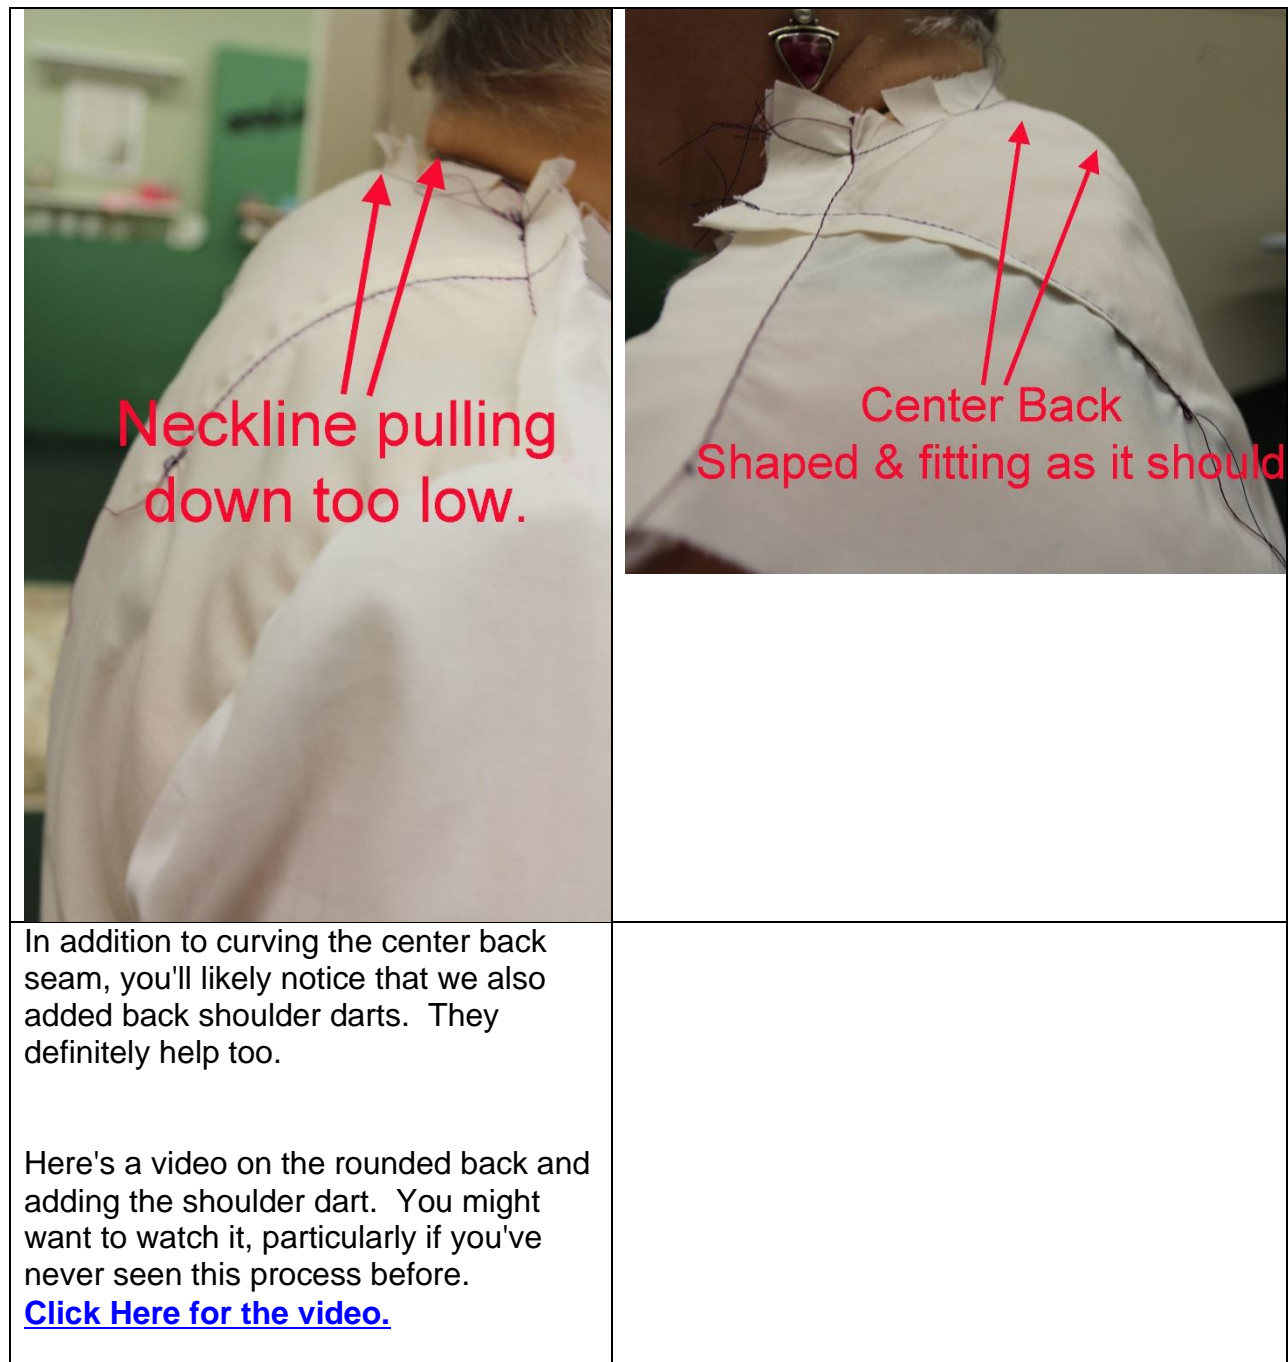 Neckline pulling
down too low.
Center Back
Shaped & fitting as it should
In addition to curving the center back
seam, you'll likely notice that we also
added back shoulder darts.  They
definitely help too.
Here's a video on the rounded back and
adding the shoulder dart.  You might
want to watch it, particularly if you've
never seen this process before.
Click Here for the video.